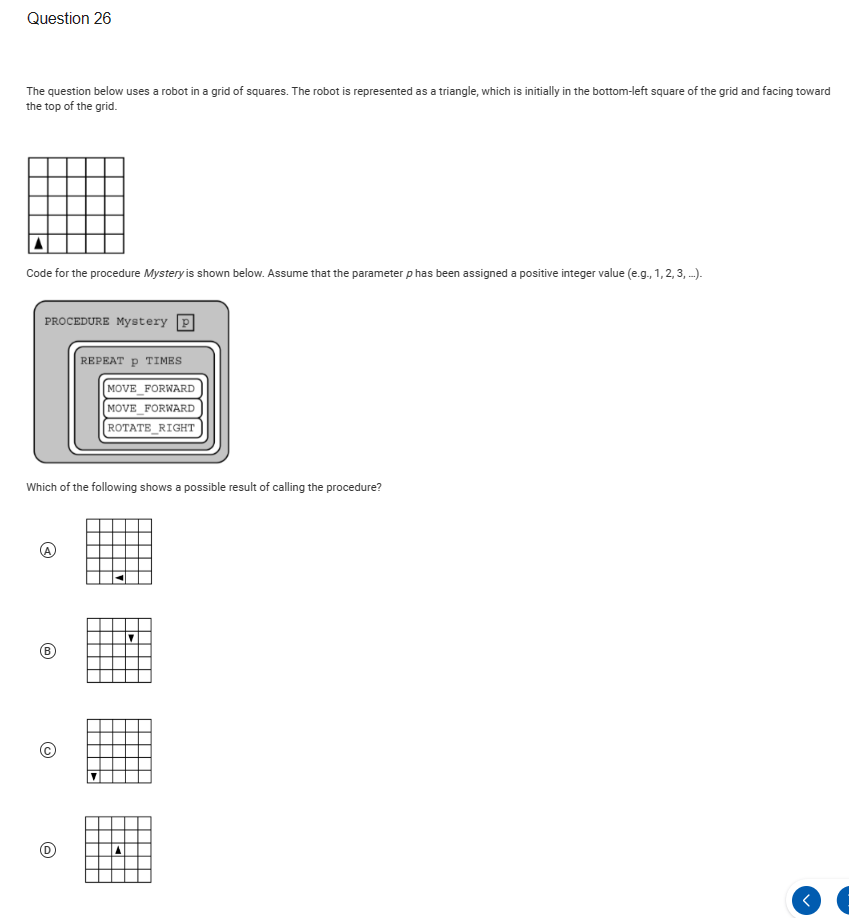 Question 26
The question below uses a robot in a grid of squares. The robot is represented as a triangle, which is initially in the bottom-left square of the grid and facing toward
the top of the grid.
Code for the procedure Mystery is shown below. Assume that the parameter p has been assigned a positive integer value (e.g., 1, 2, 3, ...).
PROCEDURE Mystery p
REPEAT p TIMES
MOVE_FORWARD
MOVE_FORWARD
ROTATE_RIGHT
Which of the following shows a possible result of calling the procedure?
A
B
C
D